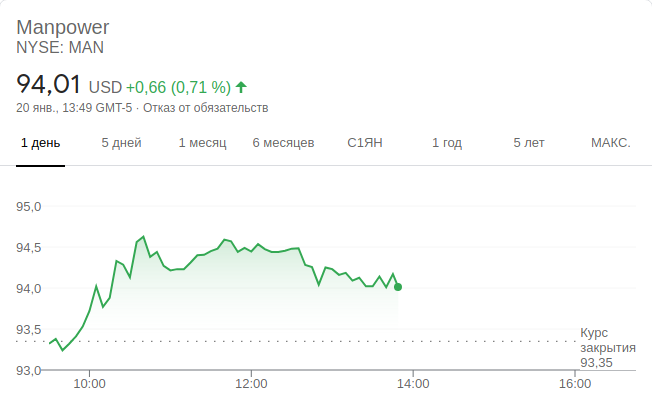 Manpower
NYSE: MAN
94,01 USD +0,66 (0,71 %)
20 янв., 13:49 GMT-5 · Отказ от обязательств
1 день 5 дней 1 месяц 6 месяцев С1ЯН 1 год 5 лет МАКС.
95,0
94,5
94,0
93,5
93,0
Курс
закрытия
93,35
10:00 12:00 14:00 16:00